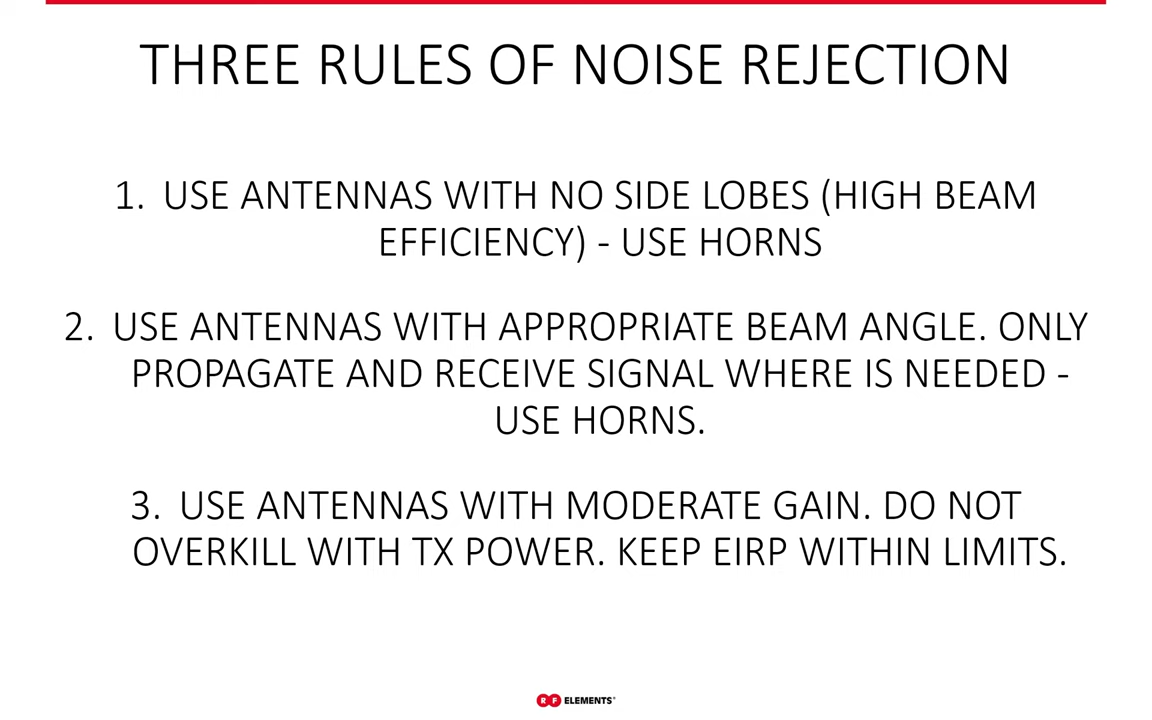 THREE RULES OF NOISE REJECTION
1. USE ANTENNAS WITH NO SIDE LOBES (HIGH BEAM
EFFICIENCY) - USE HORNS
2. USE ANTENNAS WITH APPROPRIATE BEAM ANGLE. ONLY
PROPAGATE AND RECEIVE SIGNAL WHERE IS NEEDED -
USE HORNS.
3. USE ANTENNAS WITH MODERATE GAIN. DO NOT
OVERKILL WITH TX POWER. KEEP EIRP WITHIN LIMITS.
RF ELEMENTS